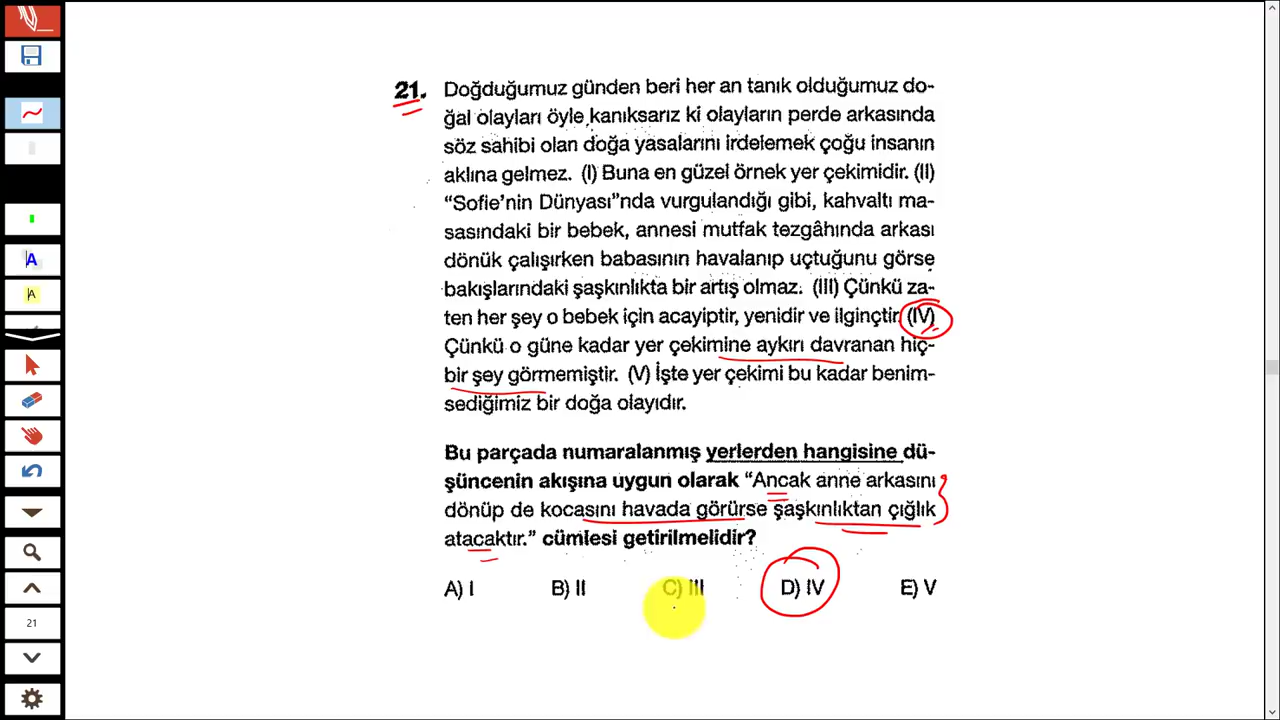 21. Doğduğumuz günden beri her an tanık olduğumuz do-
ğal olayları öyle kanıksarız ki olayların perde arkasında
söz sahibi olan doğa yasalarını irdelemek çoğu insanın
aklına gelmez. (I) Buna en güzel örnek yer çekimidir. (II)
“Sofie’nin Dünyası”nda vurgulandığı gibi, kahvaltı ma-
sasındaki bir bebek, annesi mutfak tezgâhında arkası
dönük çalışırken babasının havalanıp uçtuğunu görse
bakışlarındaki şaşkınlıkta bir artış olmaz. (III) Çünkü za-
ten her şey o bebek için acayiptir, yenidir ve ilginçtir. (IV)
Çünkü o güne kadar yer çekimine aykırı davranan hiç-
bir şey görmemiştir. (V) İşte yer çekimi bu kadar benim-
sediğimiz bir doğa olayıdır.
Bu parçada numaralanmış yerlerden hangisine dü-
şüncenin akışına uygun olarak “Ancak anne arkasını
dönüp de kocasını havada görürse şaşkınlıktan çığlık
atacaktır.” cümlesi getirilmelidir?
A) I B) II C) III D) IV E) V
A
A
21